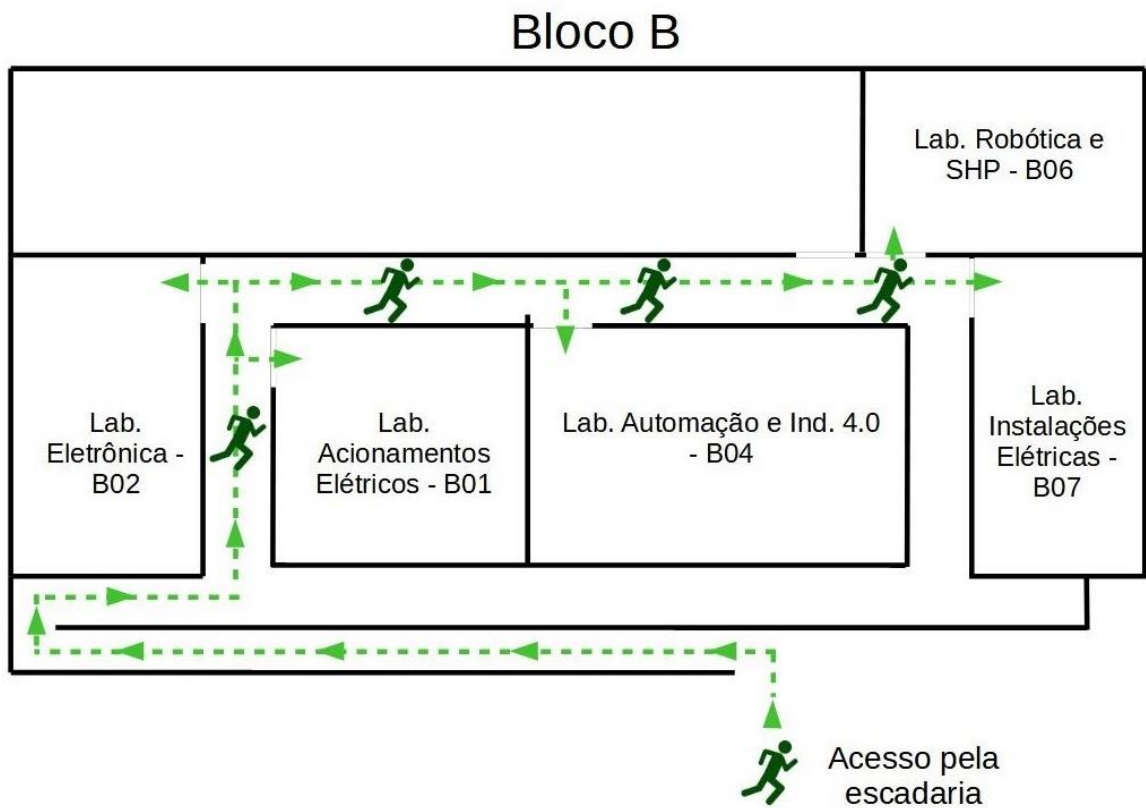 Bloco B
Lab. Robótica e
SHP - B06
Lab.
Eletrônica -
B02
Lab.
Acionamentos
Elétricos - B01
Lab. Automação e Ind. 4.0
- B04
Lab.
Instalações
Elétricas -
B07
Acesso pela
escadaria